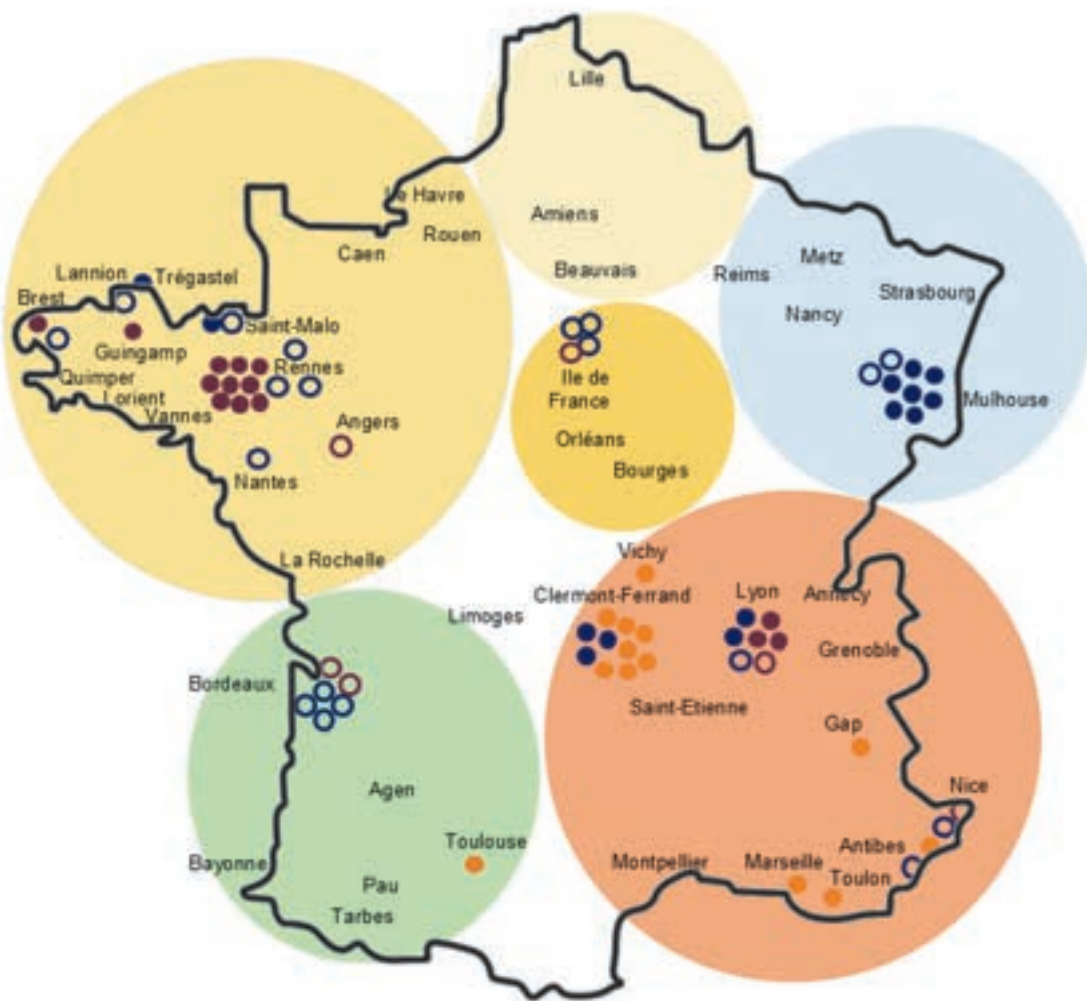 Lille
Le Havre
Amiens
Rouen
Caen
Beauvais
Reims
Metz
Strasbourg
Nancy
Lannion
Trégastel
Brest
Saint-Malo
Guingamp
Rennes
Quimper
Lorient
Vannes
Angers
Nantes
Ile de
France
Orléans
Bourges
Mulhouse
La Rochelle
Vichy
Clermont-Ferrand
Lyon
Annecy
Limoges
Grenoble
Bordeaux
Saint-Etienne
Gap
Nice
Agen
Toulouse
Antibes
Bayonne
Montpellier
Marseille
Toulon
Pau
Tarbes